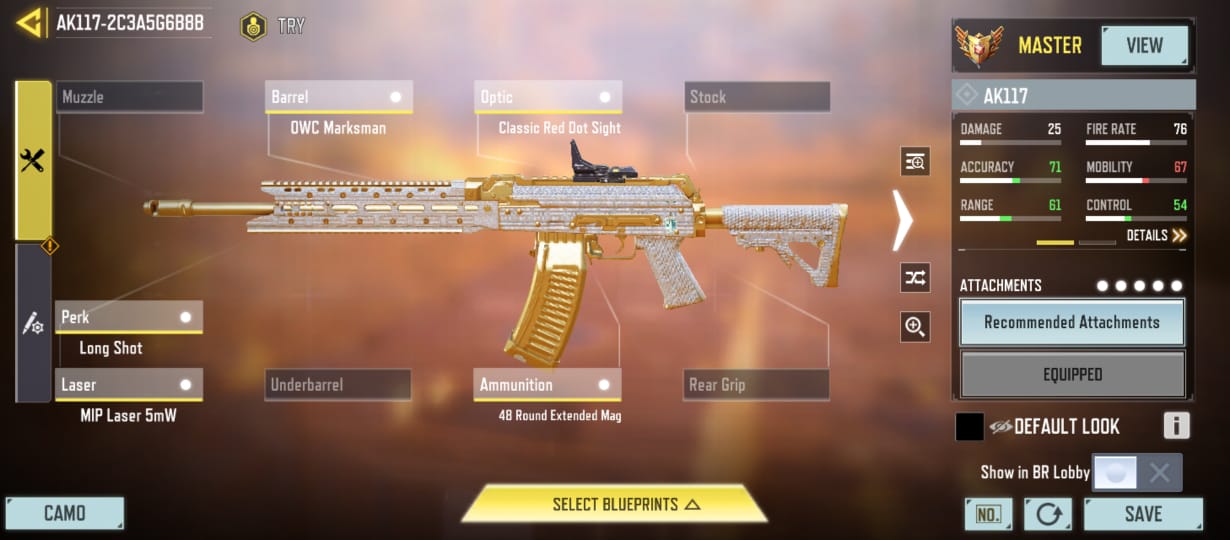 AK117-2C3A5G6B8B
TRY
MASTER
VIEW
Muzzle
Barrel
OWC Marksman
Optic
Classic Red Dot Sight
Stock
AK117
DAMAGE 25
FIRE RATE 76
ACCURACY 71
MOBILITY 67
RANGE 61
CONTROL 54
DETAILS
ATTACHMENTS
Recommended Attachments
EQUIPPED
Perk
Long Shot
Laser
MIP Laser 5mW
Underbarrel
Ammunition
48 Round Extended Mag
Rear Grip
DEFAULT LOOK
i
Show in BR Lobby
CAMO
SELECT BLUEPRINTS
NO.
SAVE